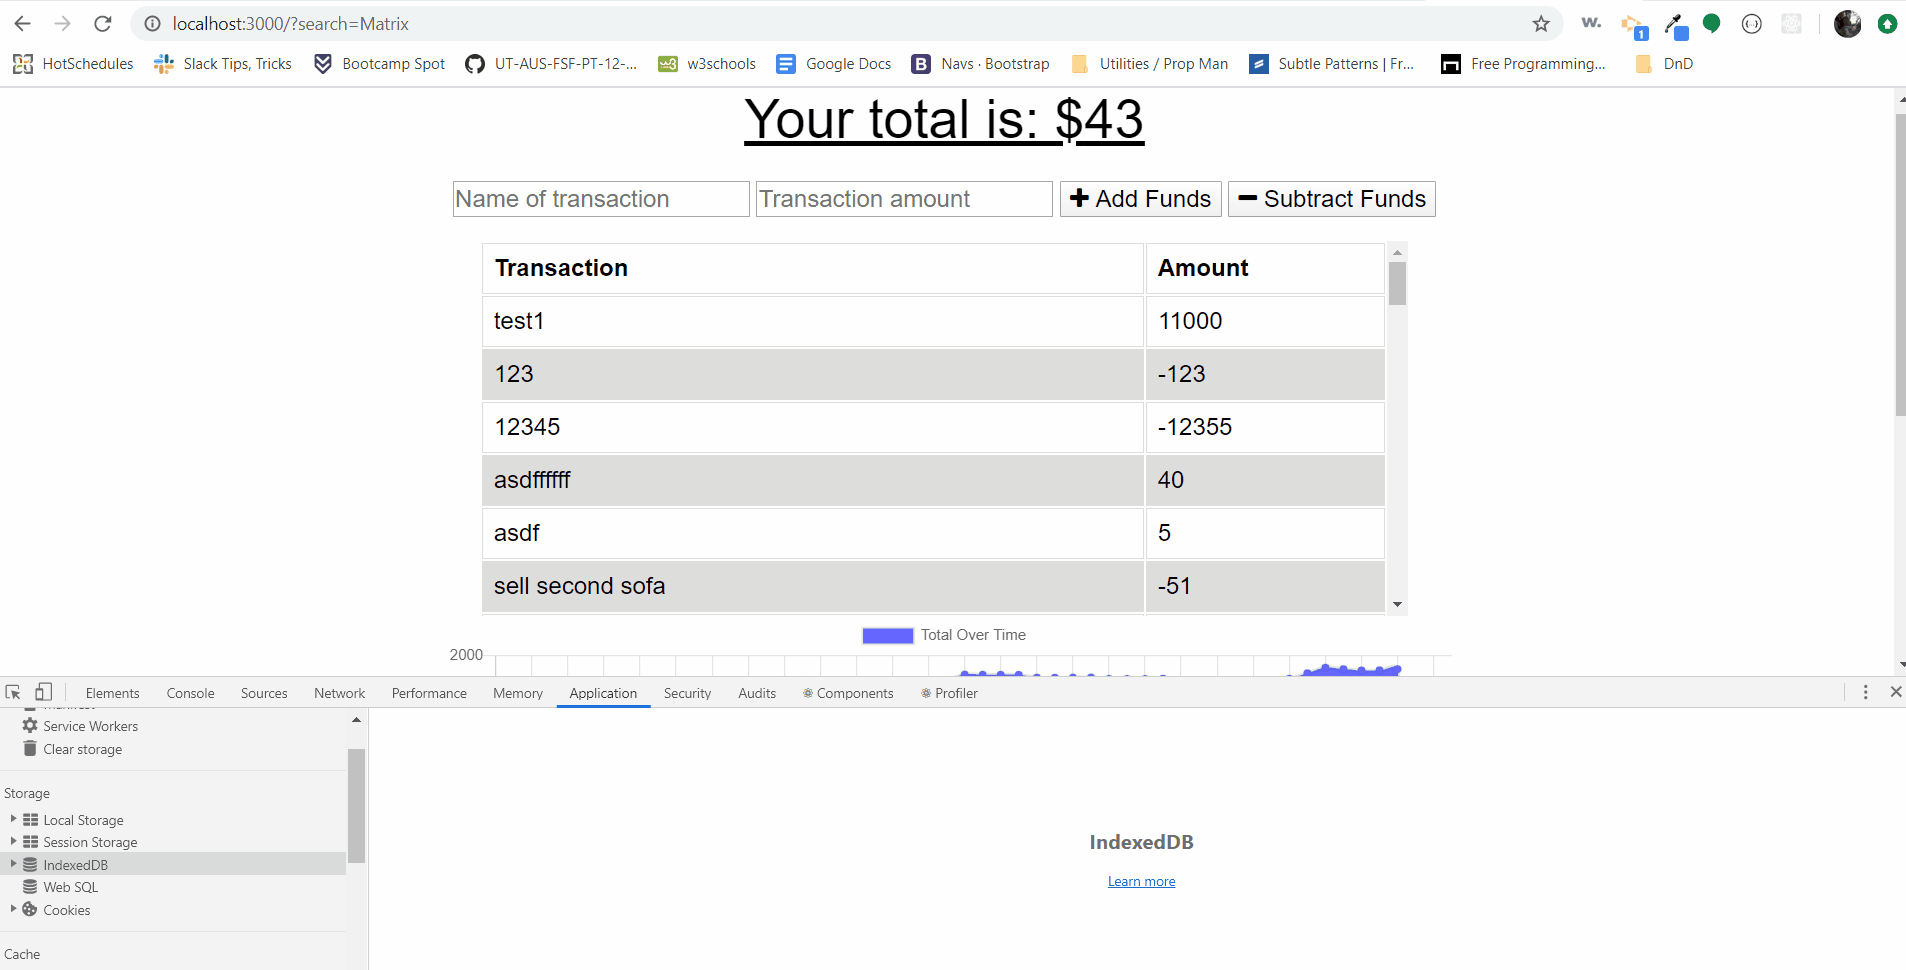 localhost:3000/?search=Matrix
w.
1
HotSchedules Slack Tips, Tricks Bootcamp Spot UT-AUS-FSF-PT-12-... w3schools Google Docs B Navs · Bootstrap Utilities / Prop Man Subtle Patterns | Fr... Free Programming... DnD
Your total is: $43
Name of transaction Transaction amount Add Funds Subtract Funds
Transaction Amount
test1 11000
123 -123
12345 -12355
asdffffff 40
asdf 5
sell second sofa -51
Total Over Time
2000
Elements Console Sources Network Performance Memory Application Security Audits Components Profiler
Service Workers
Clear storage
Storage
Local Storage
Session Storage
IndexedDB
Web SQL
Cookies
Cache
IndexedDB
Learn more